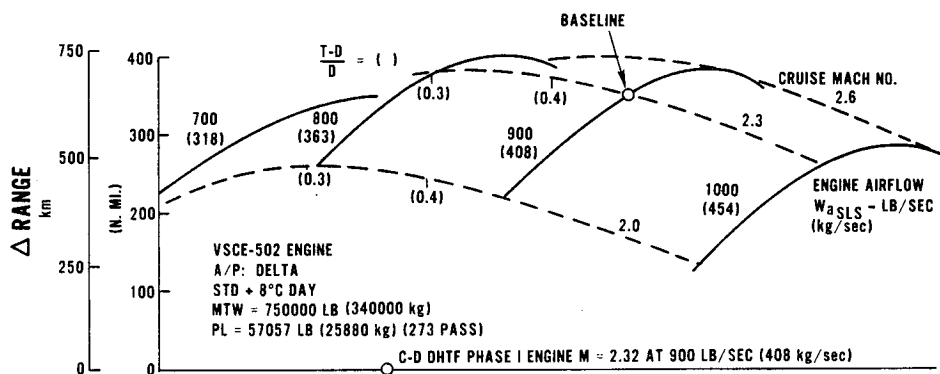 BASELINE
750
400
T-D
D
= ( )
CRUISE MACH NO.
2.6
(0.3)
(0.4)
700
(318)
800
(363)
2.3
300
900
(408)
500
1000
(454)
ENGINE AIRFLOW
WaSLS – LB/SEC
(kg/sec)
(0.3)
(0.4)
△ RANGE
km
(N. MI.)
200
2.0
VSCE-502 ENGINE
A/P: DELTA
STD + 8°C DAY
MTW = 750000 LB (340000 kg)
PL = 57057 LB (25880 kg) (273 PASS)
250
100
C-D DHTF PHASE I ENGINE M = 2.32 AT 900 LB/SEC (408 kg/sec)
0
0